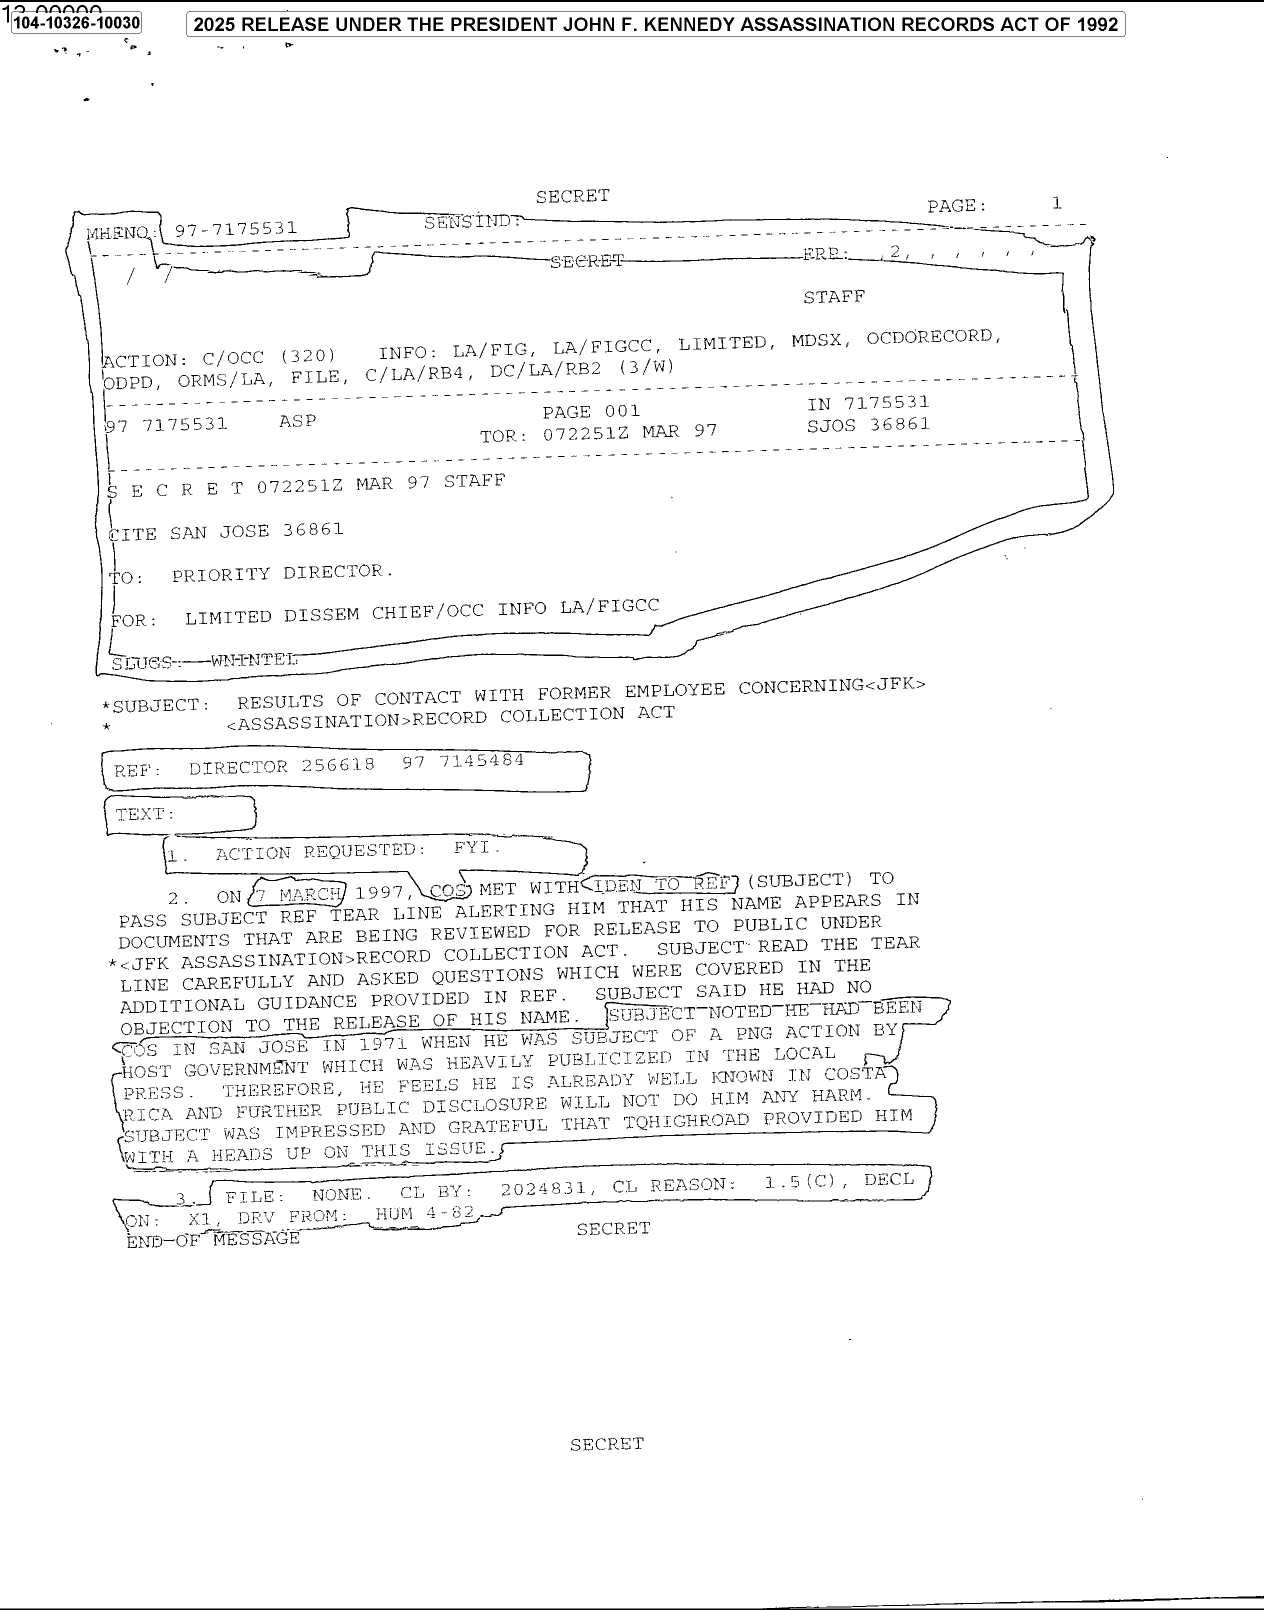 13-00000
104-10326-10030
2025 RELEASE UNDER THE PRESIDENT JOHN F. KENNEDY ASSASSINATION RECORDS ACT OF 1992
SECRET
PAGE: 1
MHFNO: 97-7175531 SENSIND:
SECRET FRP: ,2, , , , , ,
/ /
STAFF
ACTION: C/OCC (320) INFO: LA/FIG, LA/FIGCC, LIMITED, MDSX, OCDORECORD,
ODPD, ORMS/LA, FILE, C/LA/RB4, DC/LA/RB2 (3/W)
97 7175531 ASP PAGE 001 IN 7175531
TOR: 072251Z MAR 97 SJOS 36861
S E C R E T 072251Z MAR 97 STAFF
CITE SAN JOSE 36861
TO: PRIORITY DIRECTOR.
FOR: LIMITED DISSEM CHIEF/OCC INFO LA/FIGCC
SLUGS: WNINTEL
*SUBJECT: RESULTS OF CONTACT WITH FORMER EMPLOYEE CONCERNING<JFK>
* <ASSASSINATION>RECORD COLLECTION ACT
REF: DIRECTOR 256618 97 7145484
TEXT:
1. ACTION REQUESTED: FYI.
2. ON 7 MARCH 1997, COS MET WITH IDEN TO REF (SUBJECT) TO
PASS SUBJECT REF TEAR LINE ALERTING HIM THAT HIS NAME APPEARS IN
DOCUMENTS THAT ARE BEING REVIEWED FOR RELEASE TO PUBLIC UNDER
*<JFK ASSASSINATION>RECORD COLLECTION ACT. SUBJECT READ THE TEAR
LINE CAREFULLY AND ASKED QUESTIONS WHICH WERE COVERED IN THE
ADDITIONAL GUIDANCE PROVIDED IN REF. SUBJECT SAID HE HAD NO
OBJECTION TO THE RELEASE OF HIS NAME. SUBJECT NOTED HE HAD BEEN
COS IN SAN JOSE IN 1971 WHEN HE WAS SUBJECT OF A PNG ACTION BY
HOST GOVERNMENT WHICH WAS HEAVILY PUBLICIZED IN THE LOCAL
PRESS. THEREFORE, HE FEELS HE IS ALREADY WELL KNOWN IN COSTA
RICA AND FURTHER PUBLIC DISCLOSURE WILL NOT DO HIM ANY HARM.
SUBJECT WAS IMPRESSED AND GRATEFUL THAT TQHIGHROAD PROVIDED HIM
WITH A HEADS UP ON THIS ISSUE.
3. FILE: NONE. CL BY: 2024831, CL REASON: 1.5(C), DECL
ON: X1, DRV FROM: HUM 4-82.
END OF MESSAGE SECRET
SECRET